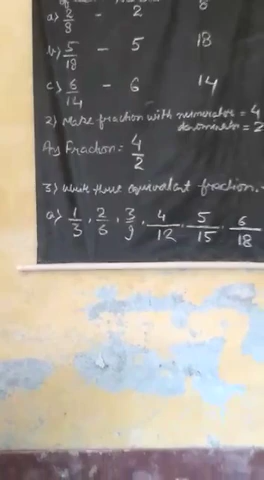 8
a) 2/8 - 2
b) 5/18 - 5 18
c) 6/14 - 6 14
2) Make fraction with numerator = 4
denominator = 2
Ans Fraction = 4/2
3) Write three equivalent fraction.
a) 1/3, 2/6, 3/9, 4/12, 5/15, 6/18